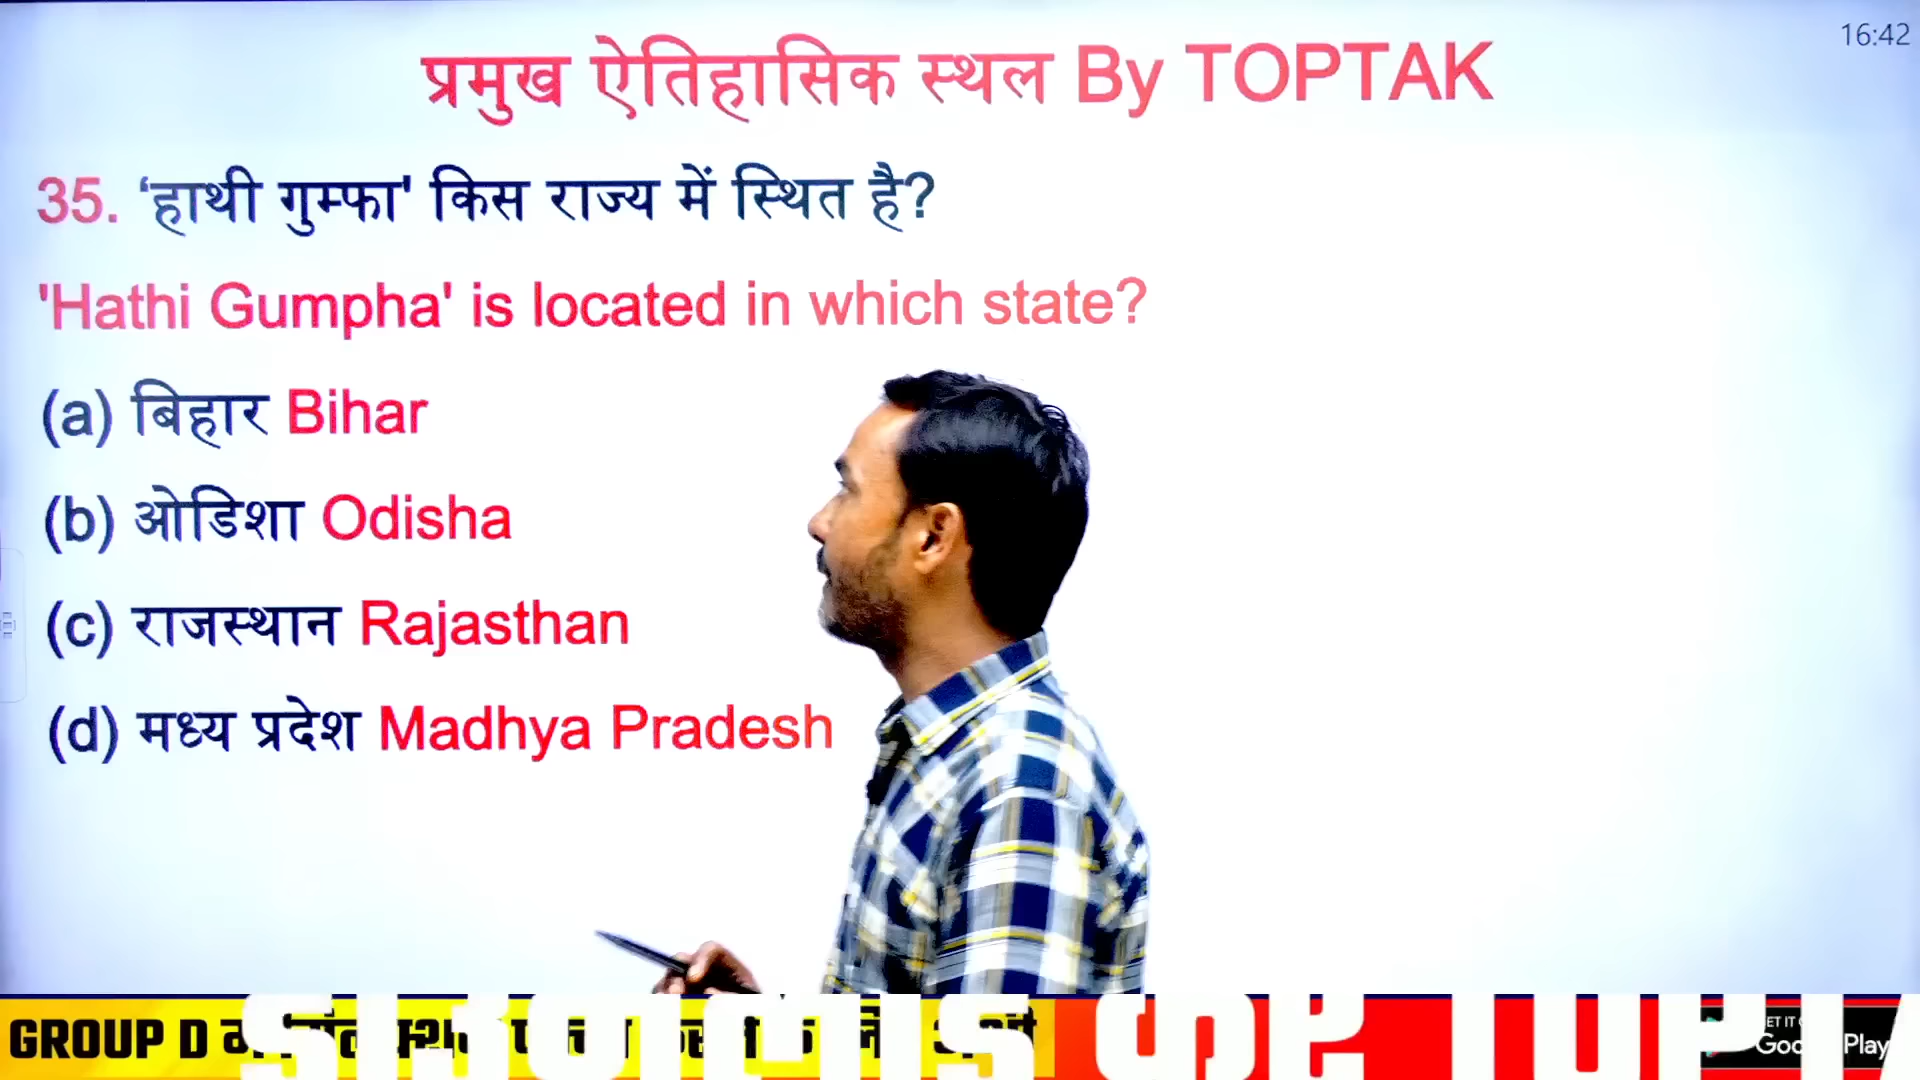 16:42
प्रमुख ऐतिहासिक स्थल By TOPTAK
35. ‘हाथी गुम्फा' किस राज्य में स्थित है?
'Hathi Gumpha' is located in which state?
(a) बिहार Bihar
(b) ओडिशा Odisha
(c) राजस्थान Rajasthan
(d) मध्य प्रदेश Madhya Pradesh
GROUP D